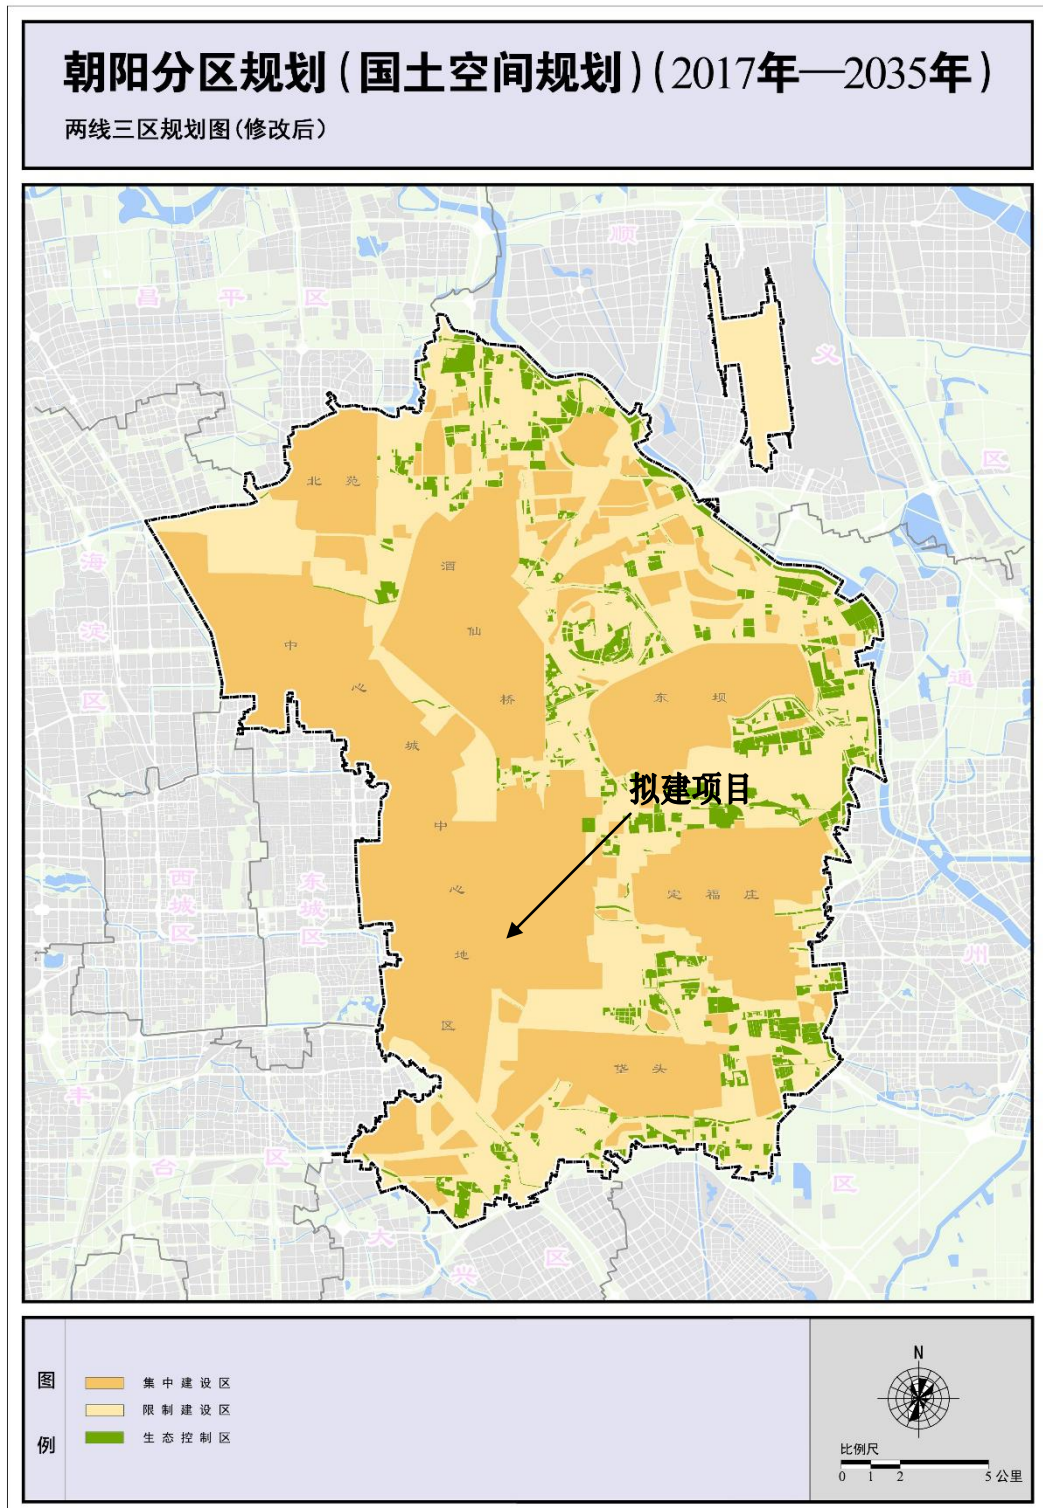 朝阳分区规划(国土空间规划)(2017年—2035年)
两线三区规划图(修改后)
昌平区
顺义区
海淀区
北苑
酒仙桥
中心城中心地区
东坝
通州区
拟建项目
定福庄
西城区
东城区
垡头
丰台区
大兴区
图例
集中建设区
限制建设区
生态控制区
N
比例尺
0 1 2 5 公里